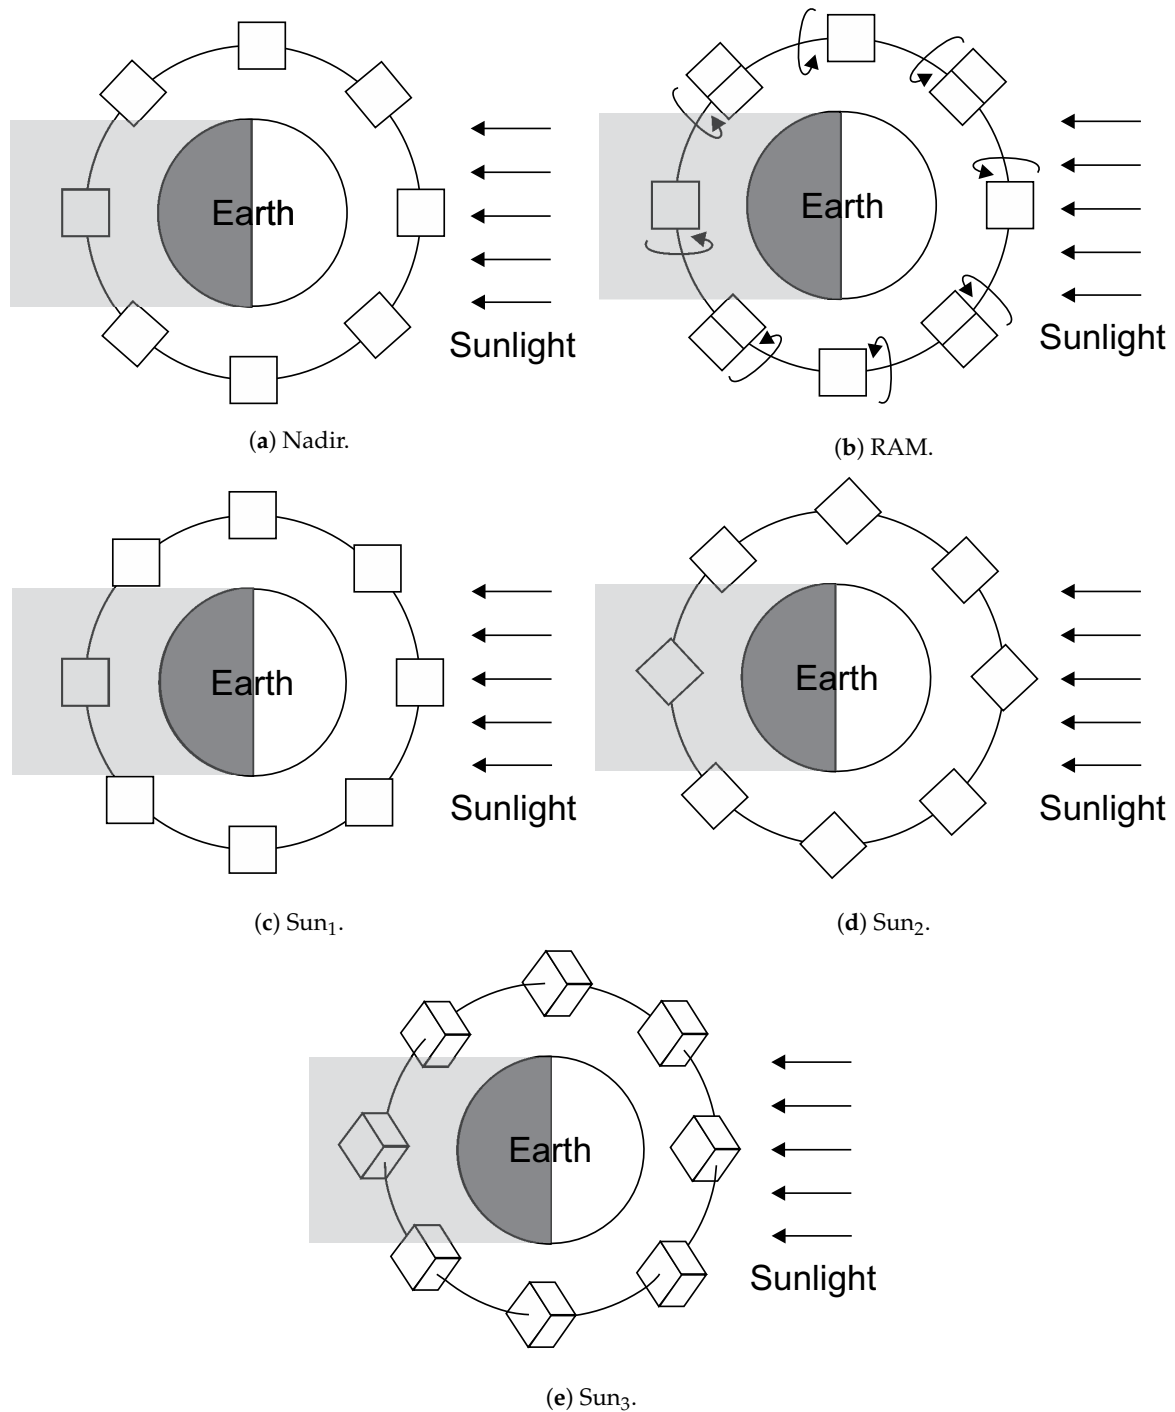 Earth
Sunlight
(a) Nadir.
Earth
Sunlight
(b) RAM.
Earth
Sunlight
(c) Sun₁.
Earth
Sunlight
(d) Sun₂.
Earth
Sunlight
(e) Sun₃.